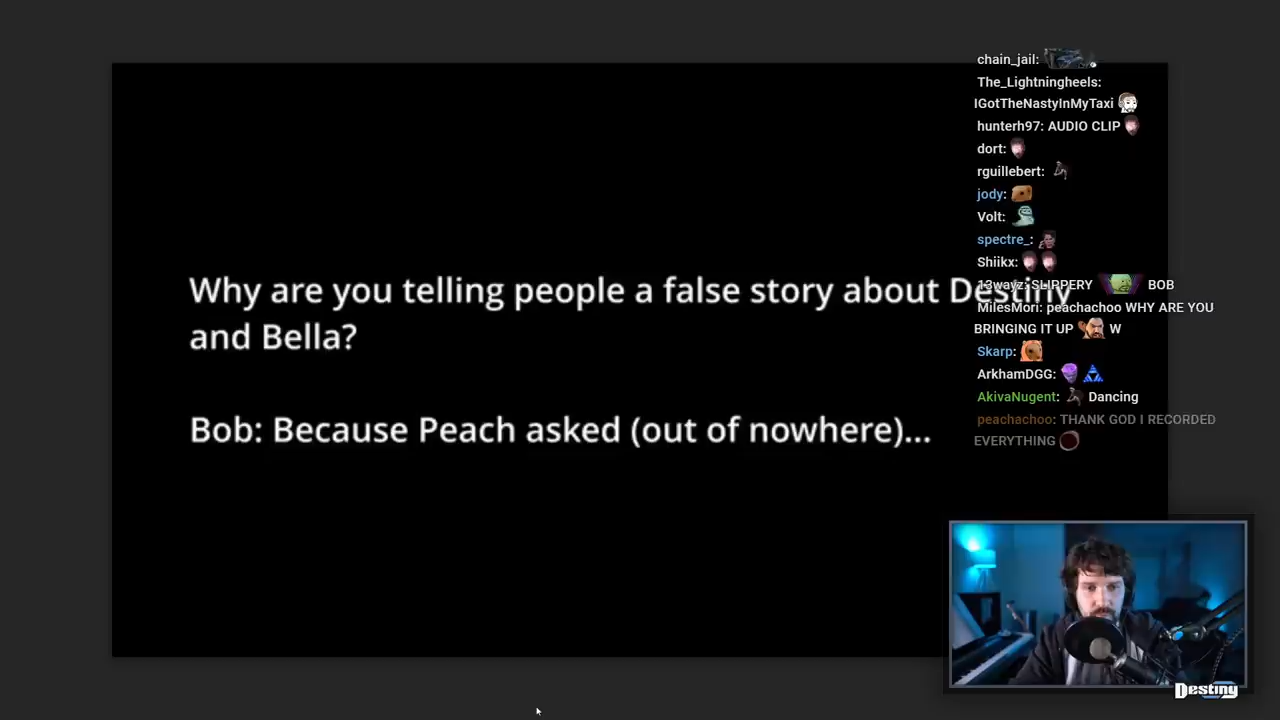 Why are you telling people a false story about Destiny
and Bella?
Bob: Because Peach asked (out of nowhere)...
chain_jail:
The_Lightningheels:
IGotTheNastyInMyTaxi
hunterh97: AUDIO CLIP
dort:
rguillebert:
jody:
Volt:
spectre_:
Shiikx:
13wayz: SLIPPERY BOB
MilesMori: peachachoo WHY ARE YOU
BRINGING IT UP W
Skarp:
ArkhamDGG:
AkivaNugent: Dancing
peachachoo: THANK GOD I RECORDED
EVERYTHING
Destiny